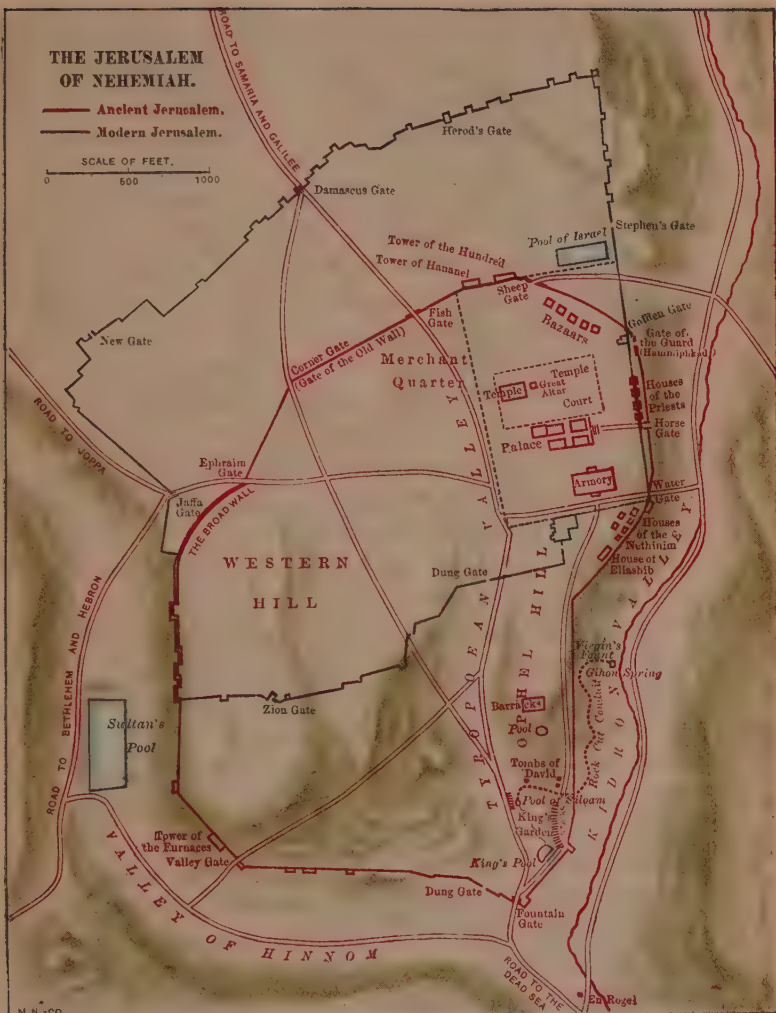 THE JERUSALEM
OF NEHEMIAH.
Ancient Jerusalem.
Modern Jerusalem.
SCALE OF FEET.
0 500 1000
ROAD TO SAMARIA AND GALILEE
Herod's Gate
Damascus Gate
Stephen's Gate
Pool of Israel
Tower of the Hundred
Tower of Hananel
Sheep
Gate
Fish
Gate
Bazaars
Golden Gate
Gate of
the Guard
New Gate
Corner Gate
(Gate of the Old Wall)
Merchant
Quarter
Temple
Temple
Great
Altar
Court
Houses
of the
Priests
Palace
Horse
Gate
ROAD TO JOPPA
Ephraim
Gate
Jaffa
Gate
THE BROAD WALL
Armory
Water
Gate
Houses
of the
Nethinim
House of
Eliashib
WESTERN
HILL
Dung Gate
TYROPOEAN VALLEY
OPHEL HILL
KIDRON VALLEY
Virgin's
Fount
Gihon Spring
Rock Cut Conduit
ROAD TO BETHLEHEM AND HEBRON
Sultan's
Pool
Zion Gate
Barracks
Pool
Tombs of
David
Pool of Siloam
King's
Garden
King's Pool
Tower of
the Furnaces
Valley Gate
Dung Gate
Fountain
Gate
VALLEY OF HINNOM
ROAD TO THE
DEAD SEA
En Rogel